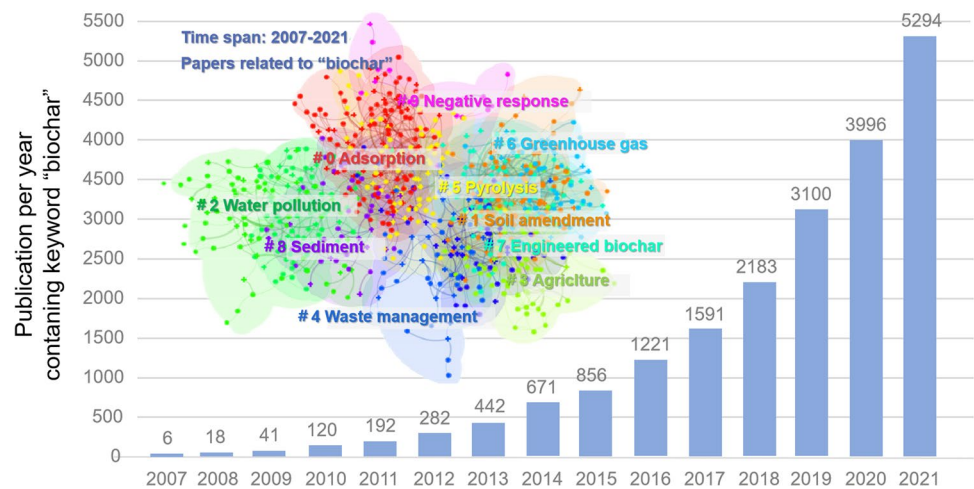 5500
5000
4500
4000
3500
3000
2500
2000
1500
1000
500
0
Publication per year
contaning keyword “biochar”
Time span: 2007-2021
Papers related to “biochar”
#9 Negative response
#6 Greenhouse gas
#0 Adsorption
#5 Pyrolysis
#2 Water pollution
#1 Soil amendment
#8 Sediment
#7 Engineered biochar
#3 Agriclture
#4 Waste management
6
18
41
120
192
282
442
671
856
1221
1591
2183
3100
3996
5294
2007 2008 2009 2010 2011 2012 2013 2014 2015 2016 2017 2018 2019 2020 2021